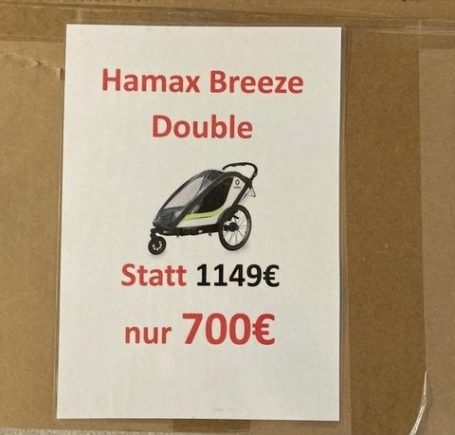 Hamax Breeze
Double
Statt 1149€
nur 700€